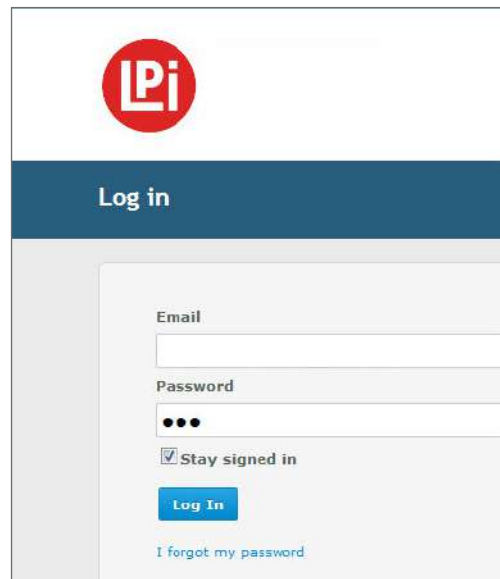 LPi
Log in
Email
Password
●●●
Stay signed in
Log In
I forgot my password